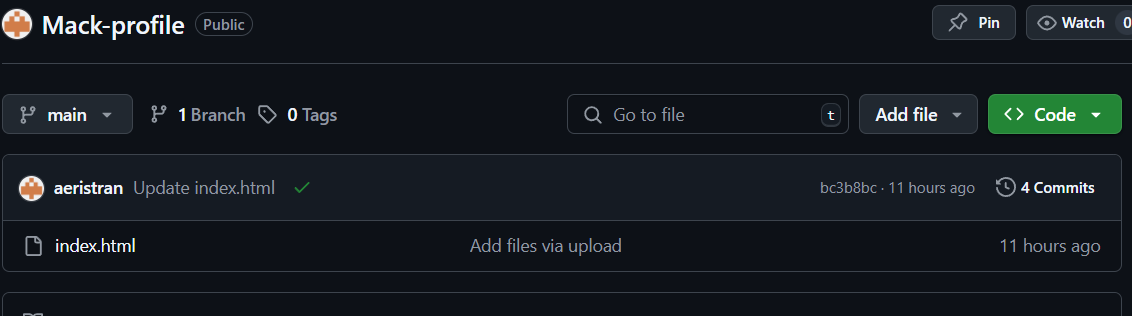 Mack-profile Public Pin Watch 0
main 1 Branch 0 Tags Go to file t Add file Code
aeristran Update index.html bc3b8bc · 11 hours ago 4 Commits
index.html Add files via upload 11 hours ago